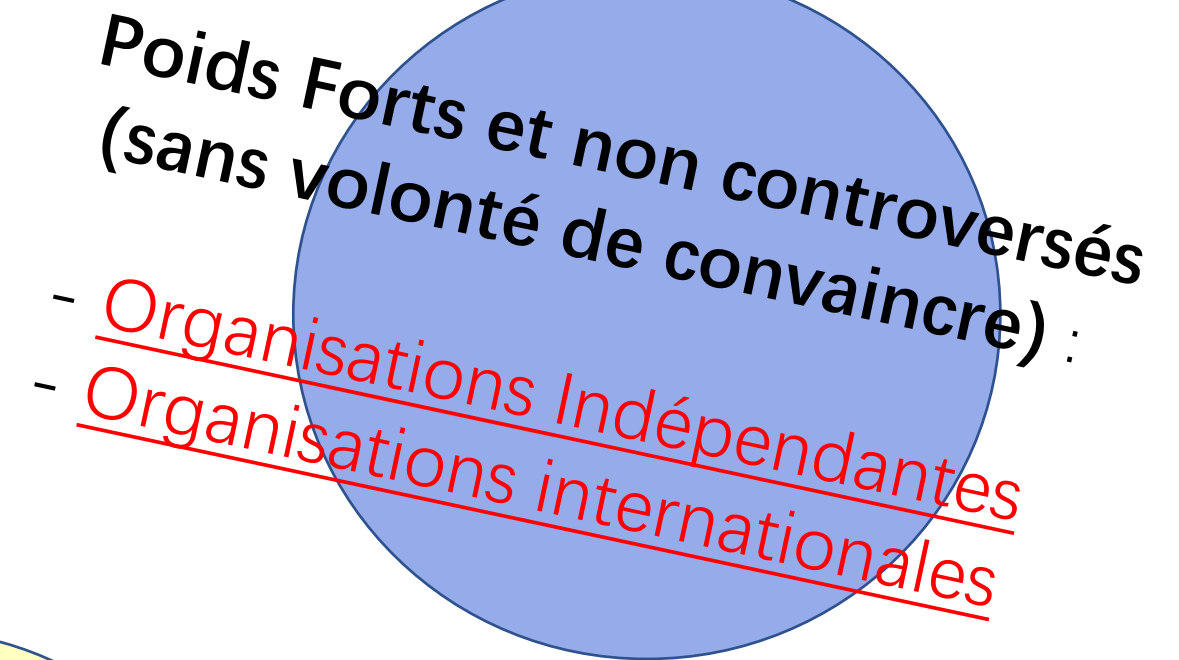 Poids Forts et non controversés
(sans volonté de convaincre) :
- Organisations Indépendantes
- Organisations internationales